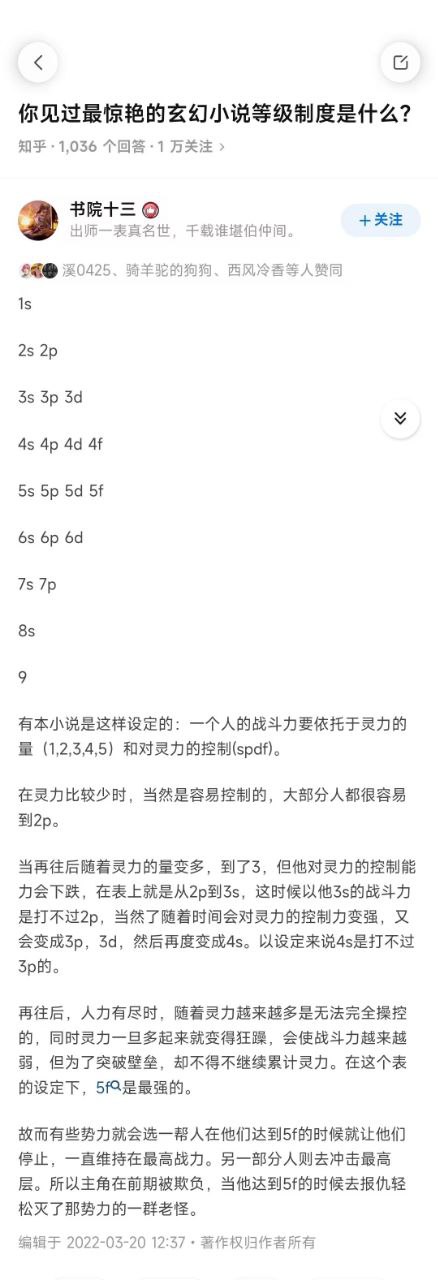 你见过最惊艳的玄幻小说等级制度是什么？
知乎 · 1,036 个回答 · 1 万关注 >
书院十三
出师一表真名世，千载谁堪伯仲间。
＋关注
溪0425、骑羊驼的狗狗、西风冷香等人赞同
1s
2s 2p
3s 3p 3d
4s 4p 4d 4f
5s 5p 5d 5f
6s 6p 6d
7s 7p
8s
9
有本小说是这样设定的：一个人的战斗力要依托于灵力的
量（1,2,3,4,5）和对灵力的控制(spdf)。
在灵力比较少时，当然是容易控制的，大部分人都很容易
到2p。
当再往后随着灵力的量变多，到了3，但他对灵力的控制能
力会下跌，在表上就是从2p到3s，这时候以他3s的战斗力
是打不过2p，当然了随着时间会对灵力的控制力变强，又
会变成3p，3d，然后再度变成4s。以设定来说4s是打不过
3p的。
再往后，人力有尽时，随着灵力越来越多是无法完全操控
的，同时灵力一旦多起来就变得狂躁，会使战斗力越来越
弱，但为了突破壁垒，却不得不继续累计灵力。在这个表
的设定下，5f是最强的。
故而有些势力就会选一帮人在他们达到5f的时候就让他们
停止，一直维持在最高战力。另一部分人则去冲击最高
层。所以主角在前期被欺负，当他达到5f的时候去报仇轻
松灭了那势力的一群老怪。
编辑于 2022-03-20 12:37 · 著作权归作者所有